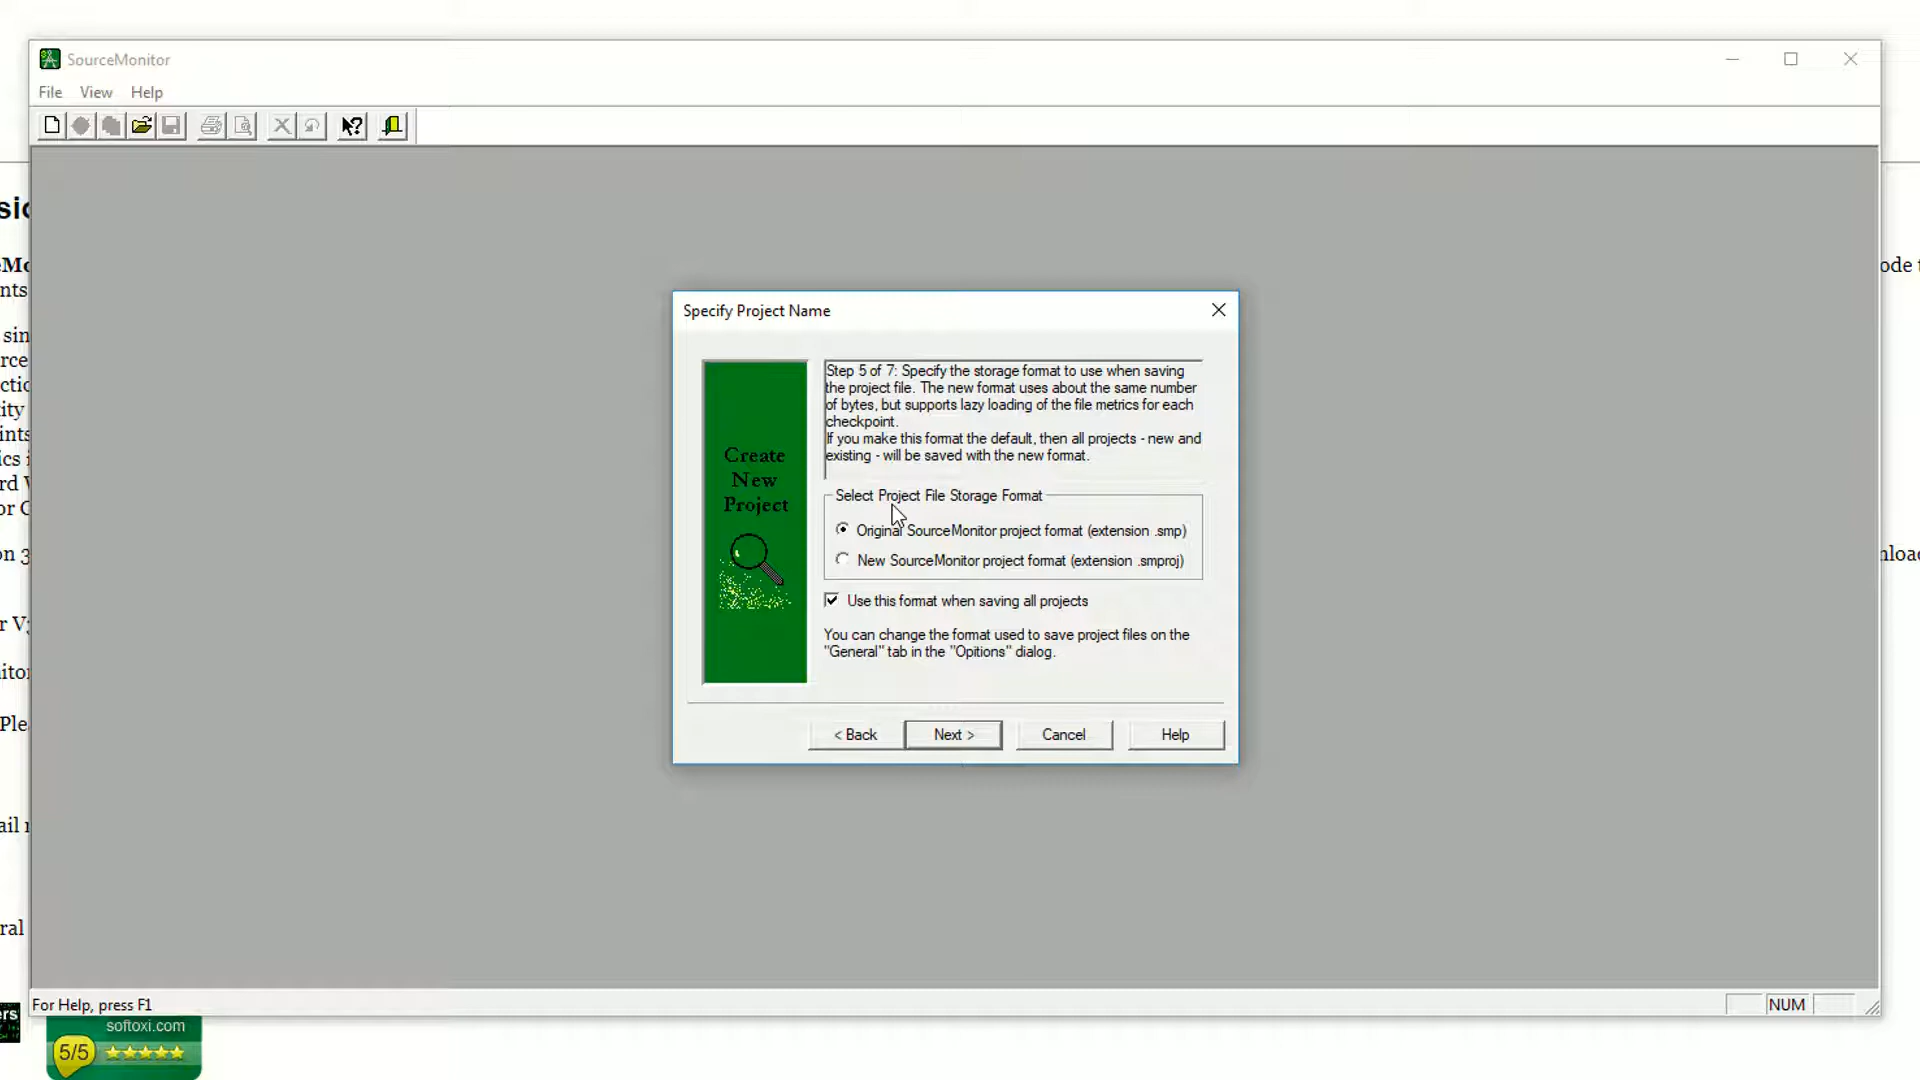 SourceMonitor
File View Help
Specify Project Name
Step 5 of 7: Specify the storage format to use when saving
the project file. The new format uses about the same number
of bytes, but supports lazy loading of the file metrics for each
checkpoint.
If you make this format the default, then all projects - new and
existing - will be saved with the new format.
Create
New
Project
Select Project File Storage Format
Original SourceMonitor project format (extension .smp)
New SourceMonitor project format (extension .smproj)
Use this format when saving all projects
You can change the format used to save project files on the
"General" tab in the "Opitions" dialog.
< Back Next > Cancel Help
For Help, press F1
NUM
softoxi.com
5/5